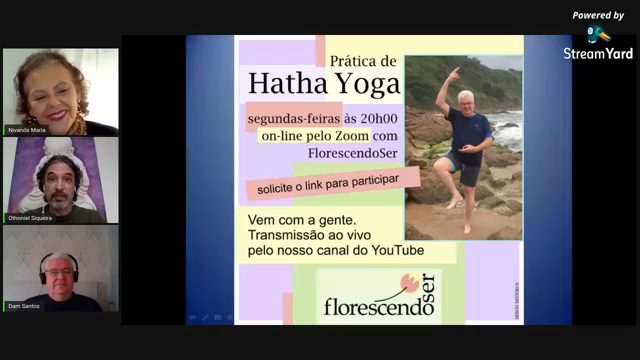 Powered by
StreamYard
Nivanda Maria
Othoniel Siqueira
Dam Santos
Prática de
Hatha Yoga
segundas-feiras às 20h00
on-line pelo Zoom com
FlorescendoSer
solicite o link para participar
Vem com a gente.
Transmissão ao vivo
pelo nosso canal do YouTube
florescendo
ser